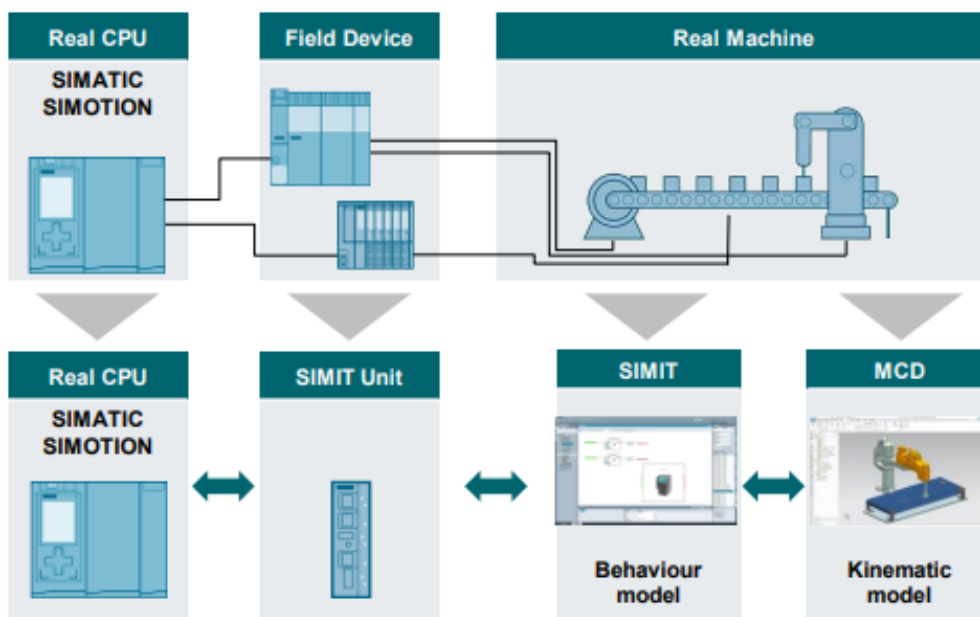 Real CPU
Field Device
Real Machine
SIMATIC
SIMOTION
Real CPU
SIMIT Unit
SIMIT
MCD
SIMATIC
SIMOTION
Behaviour
model
Kinematic
model